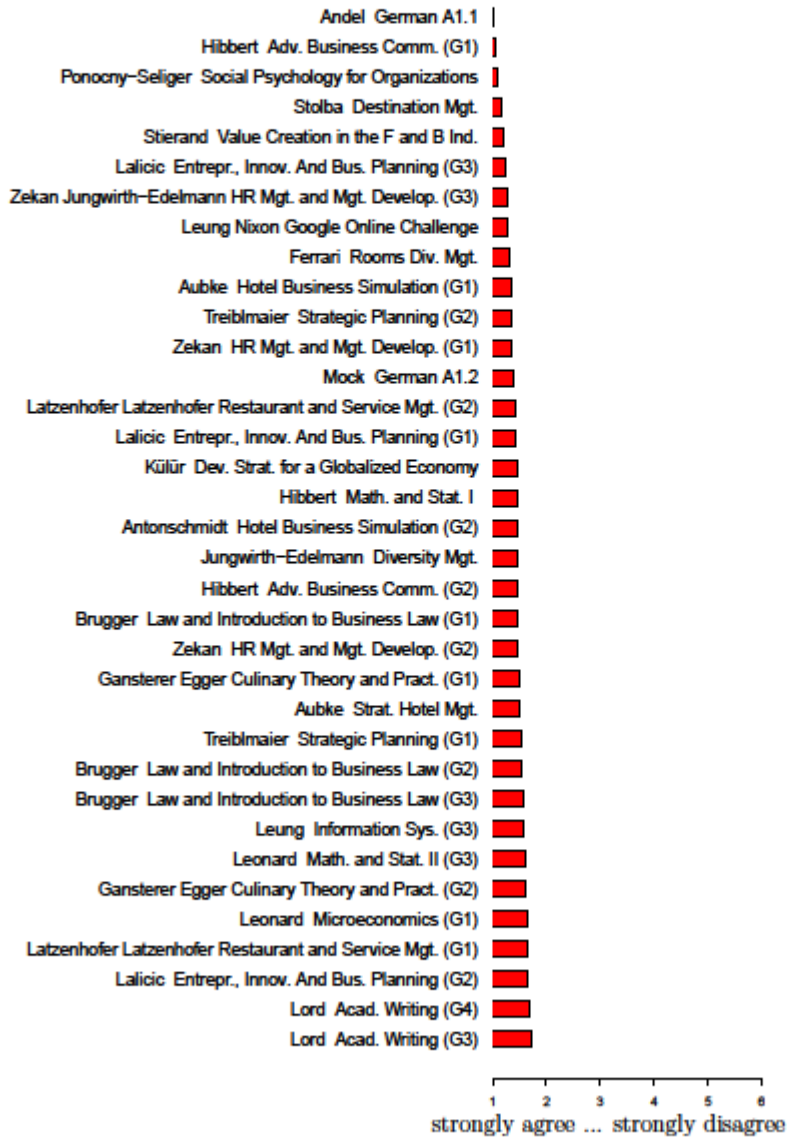 Andel German A1.1
Hibbert Adv. Business Comm. (G1)
Ponocny-Seliger Social Psychology for Organizations
Stolba Destination Mgt.
Stierand Value Creation in the F and B Ind.
Lalicic Entrepr., Innov. And Bus. Planning (G3)
Zekan Jungwirth-Edelmann HR Mgt. and Mgt. Develop. (G3)
Leung Nixon Google Online Challenge
Ferrari Rooms Div. Mgt.
Aubke Hotel Business Simulation (G1)
Treiblmaier Strategic Planning (G2)
Zekan HR Mgt. and Mgt. Develop. (G1)
Mock German A1.2
Latzenhofer Latzenhofer Restaurant and Service Mgt. (G2)
Lalicic Entrepr., Innov. And Bus. Planning (G1)
Külür Dev. Strat. for a Globalized Economy
Hibbert Math. and Stat. I
Antonschmidt Hotel Business Simulation (G2)
Jungwirth-Edelmann Diversity Mgt.
Hibbert Adv. Business Comm. (G2)
Brugger Law and Introduction to Business Law (G1)
Zekan HR Mgt. and Mgt. Develop. (G2)
Gansterer Egger Culinary Theory and Pract. (G1)
Aubke Strat. Hotel Mgt.
Treiblmaier Strategic Planning (G1)
Brugger Law and Introduction to Business Law (G2)
Brugger Law and Introduction to Business Law (G3)
Leung Information Sys. (G3)
Leonard Math. and Stat. II (G3)
Gansterer Egger Culinary Theory and Pract. (G2)
Leonard Microeconomics (G1)
Latzenhofer Latzenhofer Restaurant and Service Mgt. (G1)
Lalicic Entrepr., Innov. And Bus. Planning (G2)
Lord Acad. Writing (G4)
Lord Acad. Writing (G3)
1 2 3 4 5 6
strongly agree ... strongly disagree